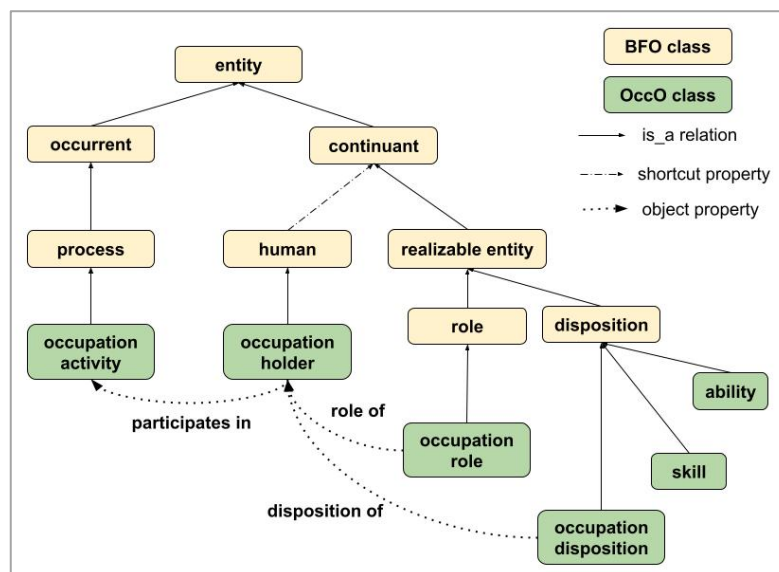 entity
BFO class
OccO class
is_a relation
shortcut property
object property
occurrent
continuant
process
human
realizable entity
role
disposition
occupation
activity
occupation
holder
ability
participates in
role of
occupation
role
skill
disposition of
occupation
disposition